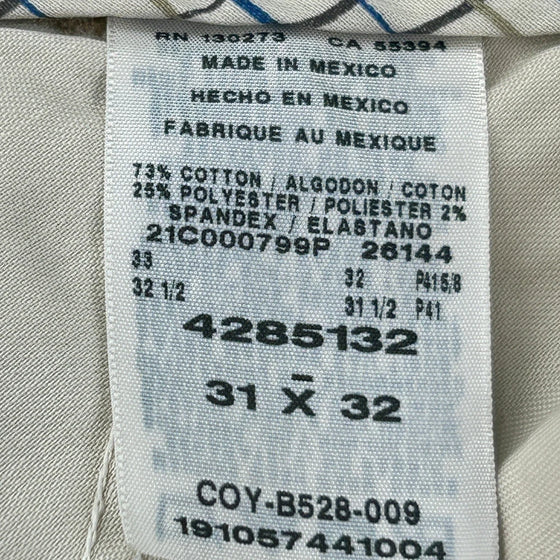 RN 130273 CA 55394
MADE IN MEXICO
HECHO EN MEXICO
FABRIQUE AU MEXIQUE
73% COTTON / ALGODON / COTON
25% POLYESTER / POLIESTER 2%
SPANDEX / ELASTANO
21C000799P 26144
33 32 P41 5/8
32 1/2 31 1/2 P41
4285132
31 X 32
COY-B528-009
191057441004